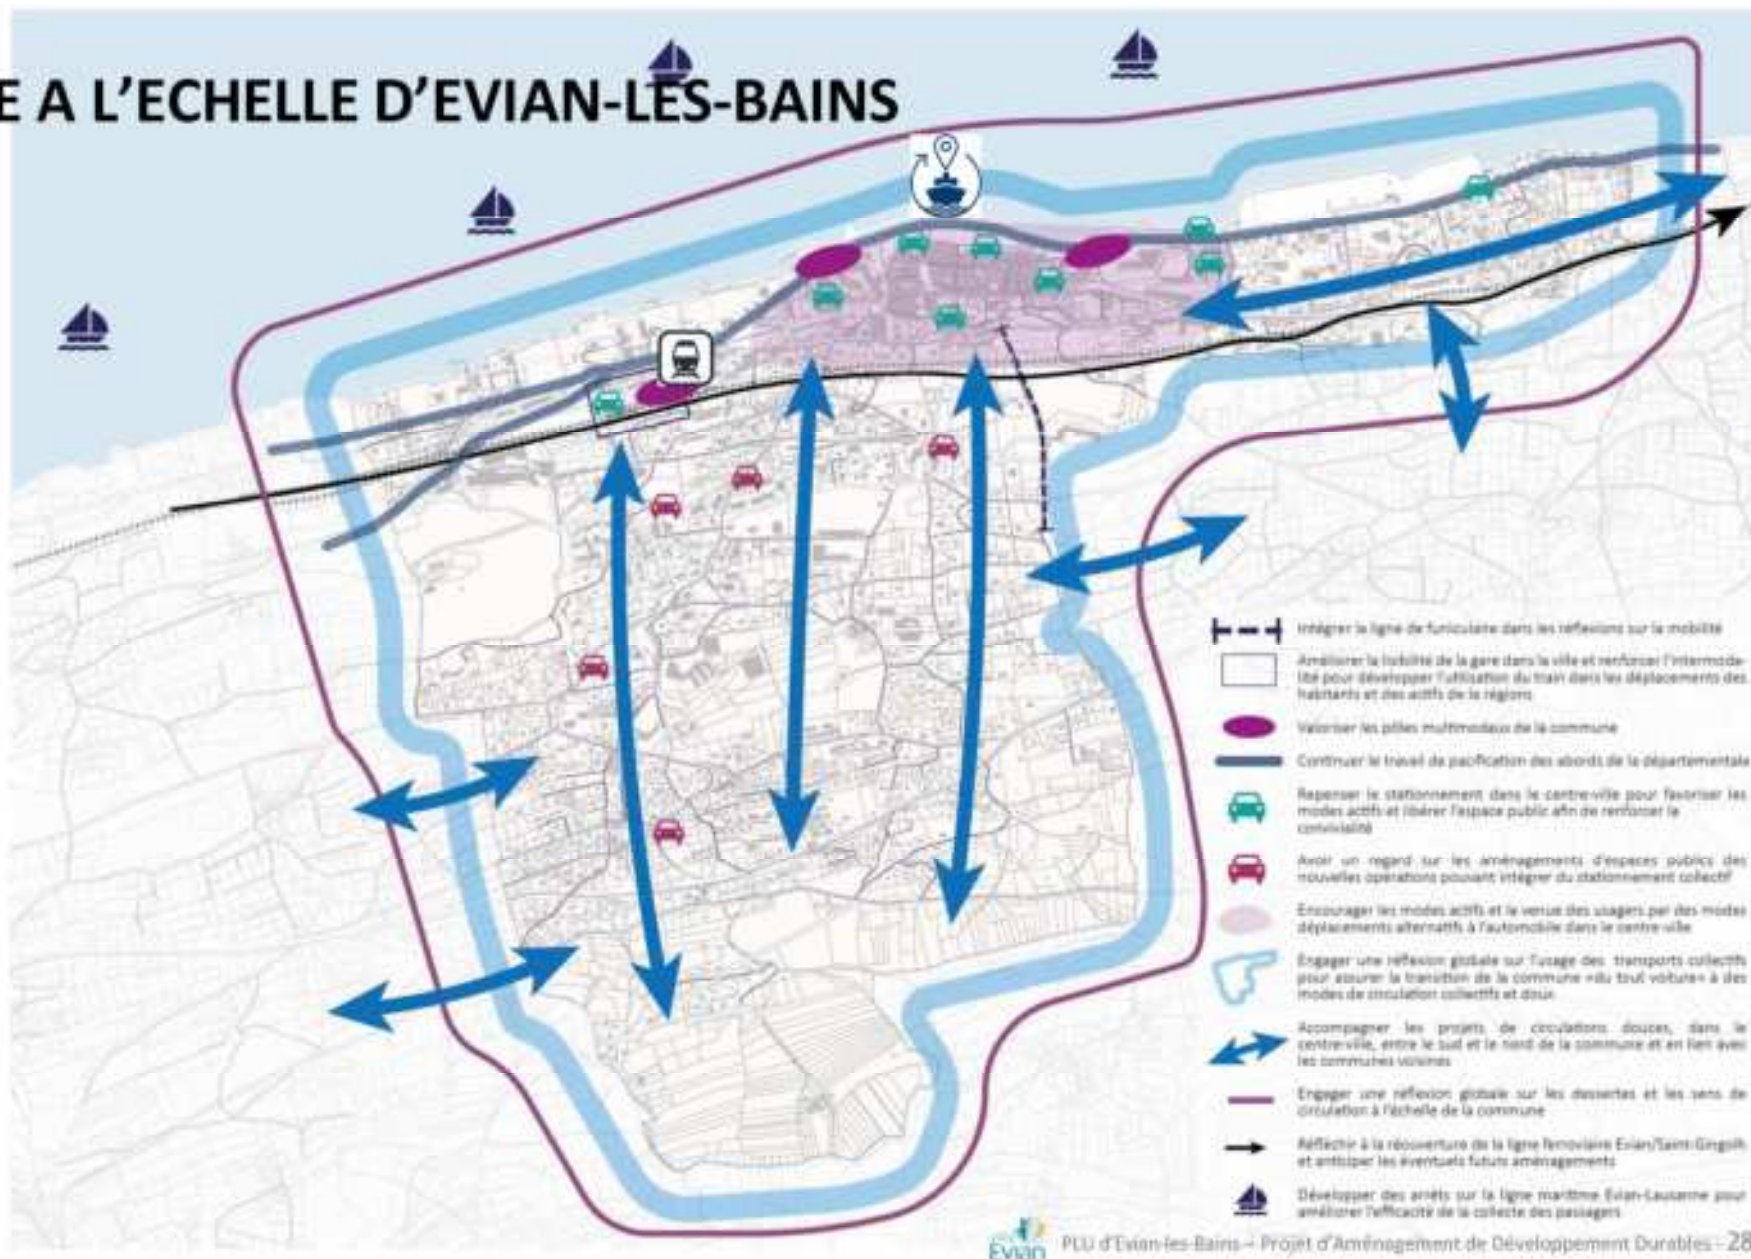 E A L'ECHELLE D'EVIAN-LES-BAINS
Intégrer la ligne de funiculaire dans les réflexions sur la mobilité
Améliorer la lisibilité de la gare dans la ville et renforcer l'intermoda-
lité pour développer l'utilisation du train dans les déplacements des
habitants et des actifs de la régions
Valoriser les pôles multimodaux de la commune
Continuer le travail de pacification des abords de la départementale
Repenser le stationnement dans le centre-ville pour favoriser les
modes actifs et libérer l'espace public afin de renforcer la
convivialité
Avoir un regard sur les aménagements d'espaces publics des
nouvelles opérations pouvant intégrer du stationnement collectif
Encourager les modes actifs et la venue des usagers par des modes
déplacements alternatifs à l'automobile dans le centre-ville
Engager une réflexion globale sur l'usage des transports collectifs
pour assurer la transition de la commune «du tout voiture» à des
modes de circulation collectifs et doux
Accompagner les projets de circulations douces, dans le
centre-ville, entre le sud et le nord de la commune et en lien avec
les communes voisines
Engager une réflexion globale sur les dessertes et les sens de
circulation à l'échelle de la commune
Réfléchir à la réouverture de la ligne ferroviaire Evian/Saint-Gingolh
et anticiper les éventuels futurs aménagements
Développer des arrêts sur la ligne maritime Evian-Lausanne pour
améliorer l'efficacité de la collecte des passagers
Evian
PLU d'Evian-les-Bains – Projet d'Aménagement de Développement Durables - 28